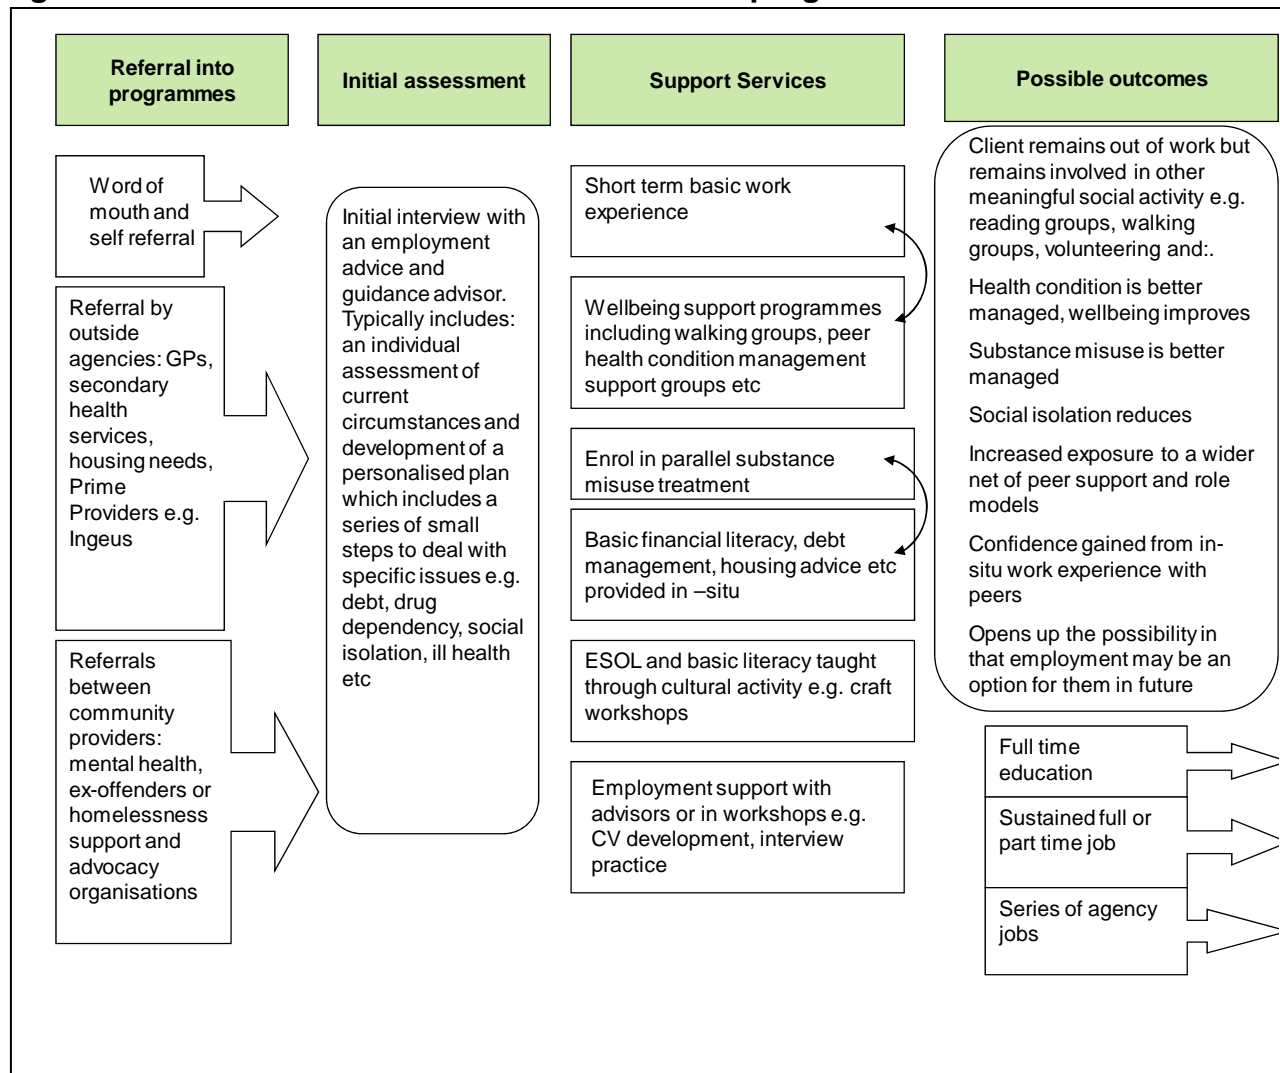 Referral into
programmes
Initial assessment
Support Services
Possible outcomes
Word of
mouth and
self referral
Referral by
outside
agencies: GPs,
secondary
health
services,
housing needs,
Prime
Providers e.g.
Ingeus
Referrals
between
community
providers:
mental health,
ex-offenders or
homelessness
support and
advocacy
organisations
Initial interview with
an employment
advice and
guidance advisor.
Typically includes:
an individual
assessment of
current
circumstances and
development of a
personalised plan
which includes a
series of small
steps to deal with
specific issues e.g.
debt, drug
dependency, social
isolation, ill health
etc
Short term basic work
experience
Wellbeing support programmes
including walking groups, peer
health condition management
support groups etc
Enrol in parallel substance
misuse treatment
Basic financial literacy, debt
management, housing advice etc
provided in –situ
ESOL and basic literacy taught
through cultural activity e.g. craft
workshops
Employment support with
advisors or in workshops e.g.
CV development, interview
practice
Client remains out of work but
remains involved in other
meaningful social activity e.g.
reading groups, walking
groups, volunteering and:.
Health condition is better
managed, wellbeing improves
Substance misuse is better
managed
Social isolation reduces
Increased exposure to a wider
net of peer support and role
models
Confidence gained from in-
situ work experience with
peers
Opens up the possibility in
that employment may be an
option for them in future
Full time
education
Sustained full or
part time job
Series of agency
jobs